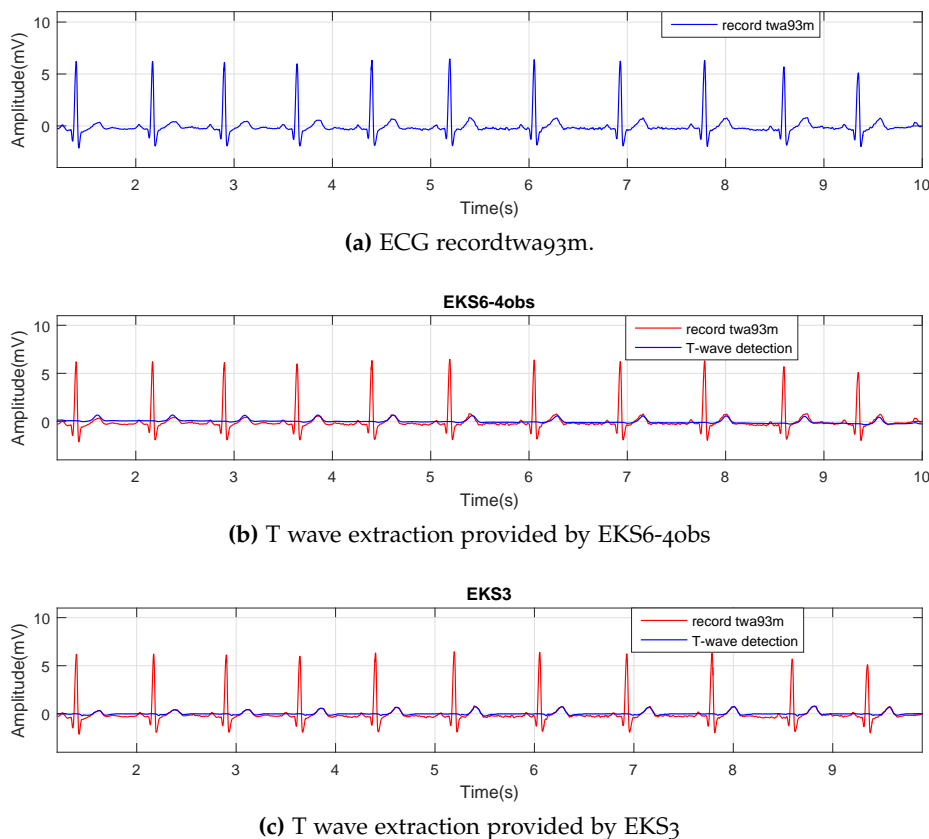 record twa93m
Amplitude(mV)
10
5
0
2 3 4 5 6 7 8 9 10
Time(s)
(a) ECG recordtwa93m.
EKS6-4obs
record twa93m
T-wave detection
Amplitude(mV)
10
5
0
2 3 4 5 6 7 8 9 10
Time(s)
(b) T wave extraction provided by EKS6-4obs
EKS3
record twa93m
T-wave detection
Amplitude(mV)
10
5
0
2 3 4 5 6 7 8 9
Time(s)
(c) T wave extraction provided by EKS3